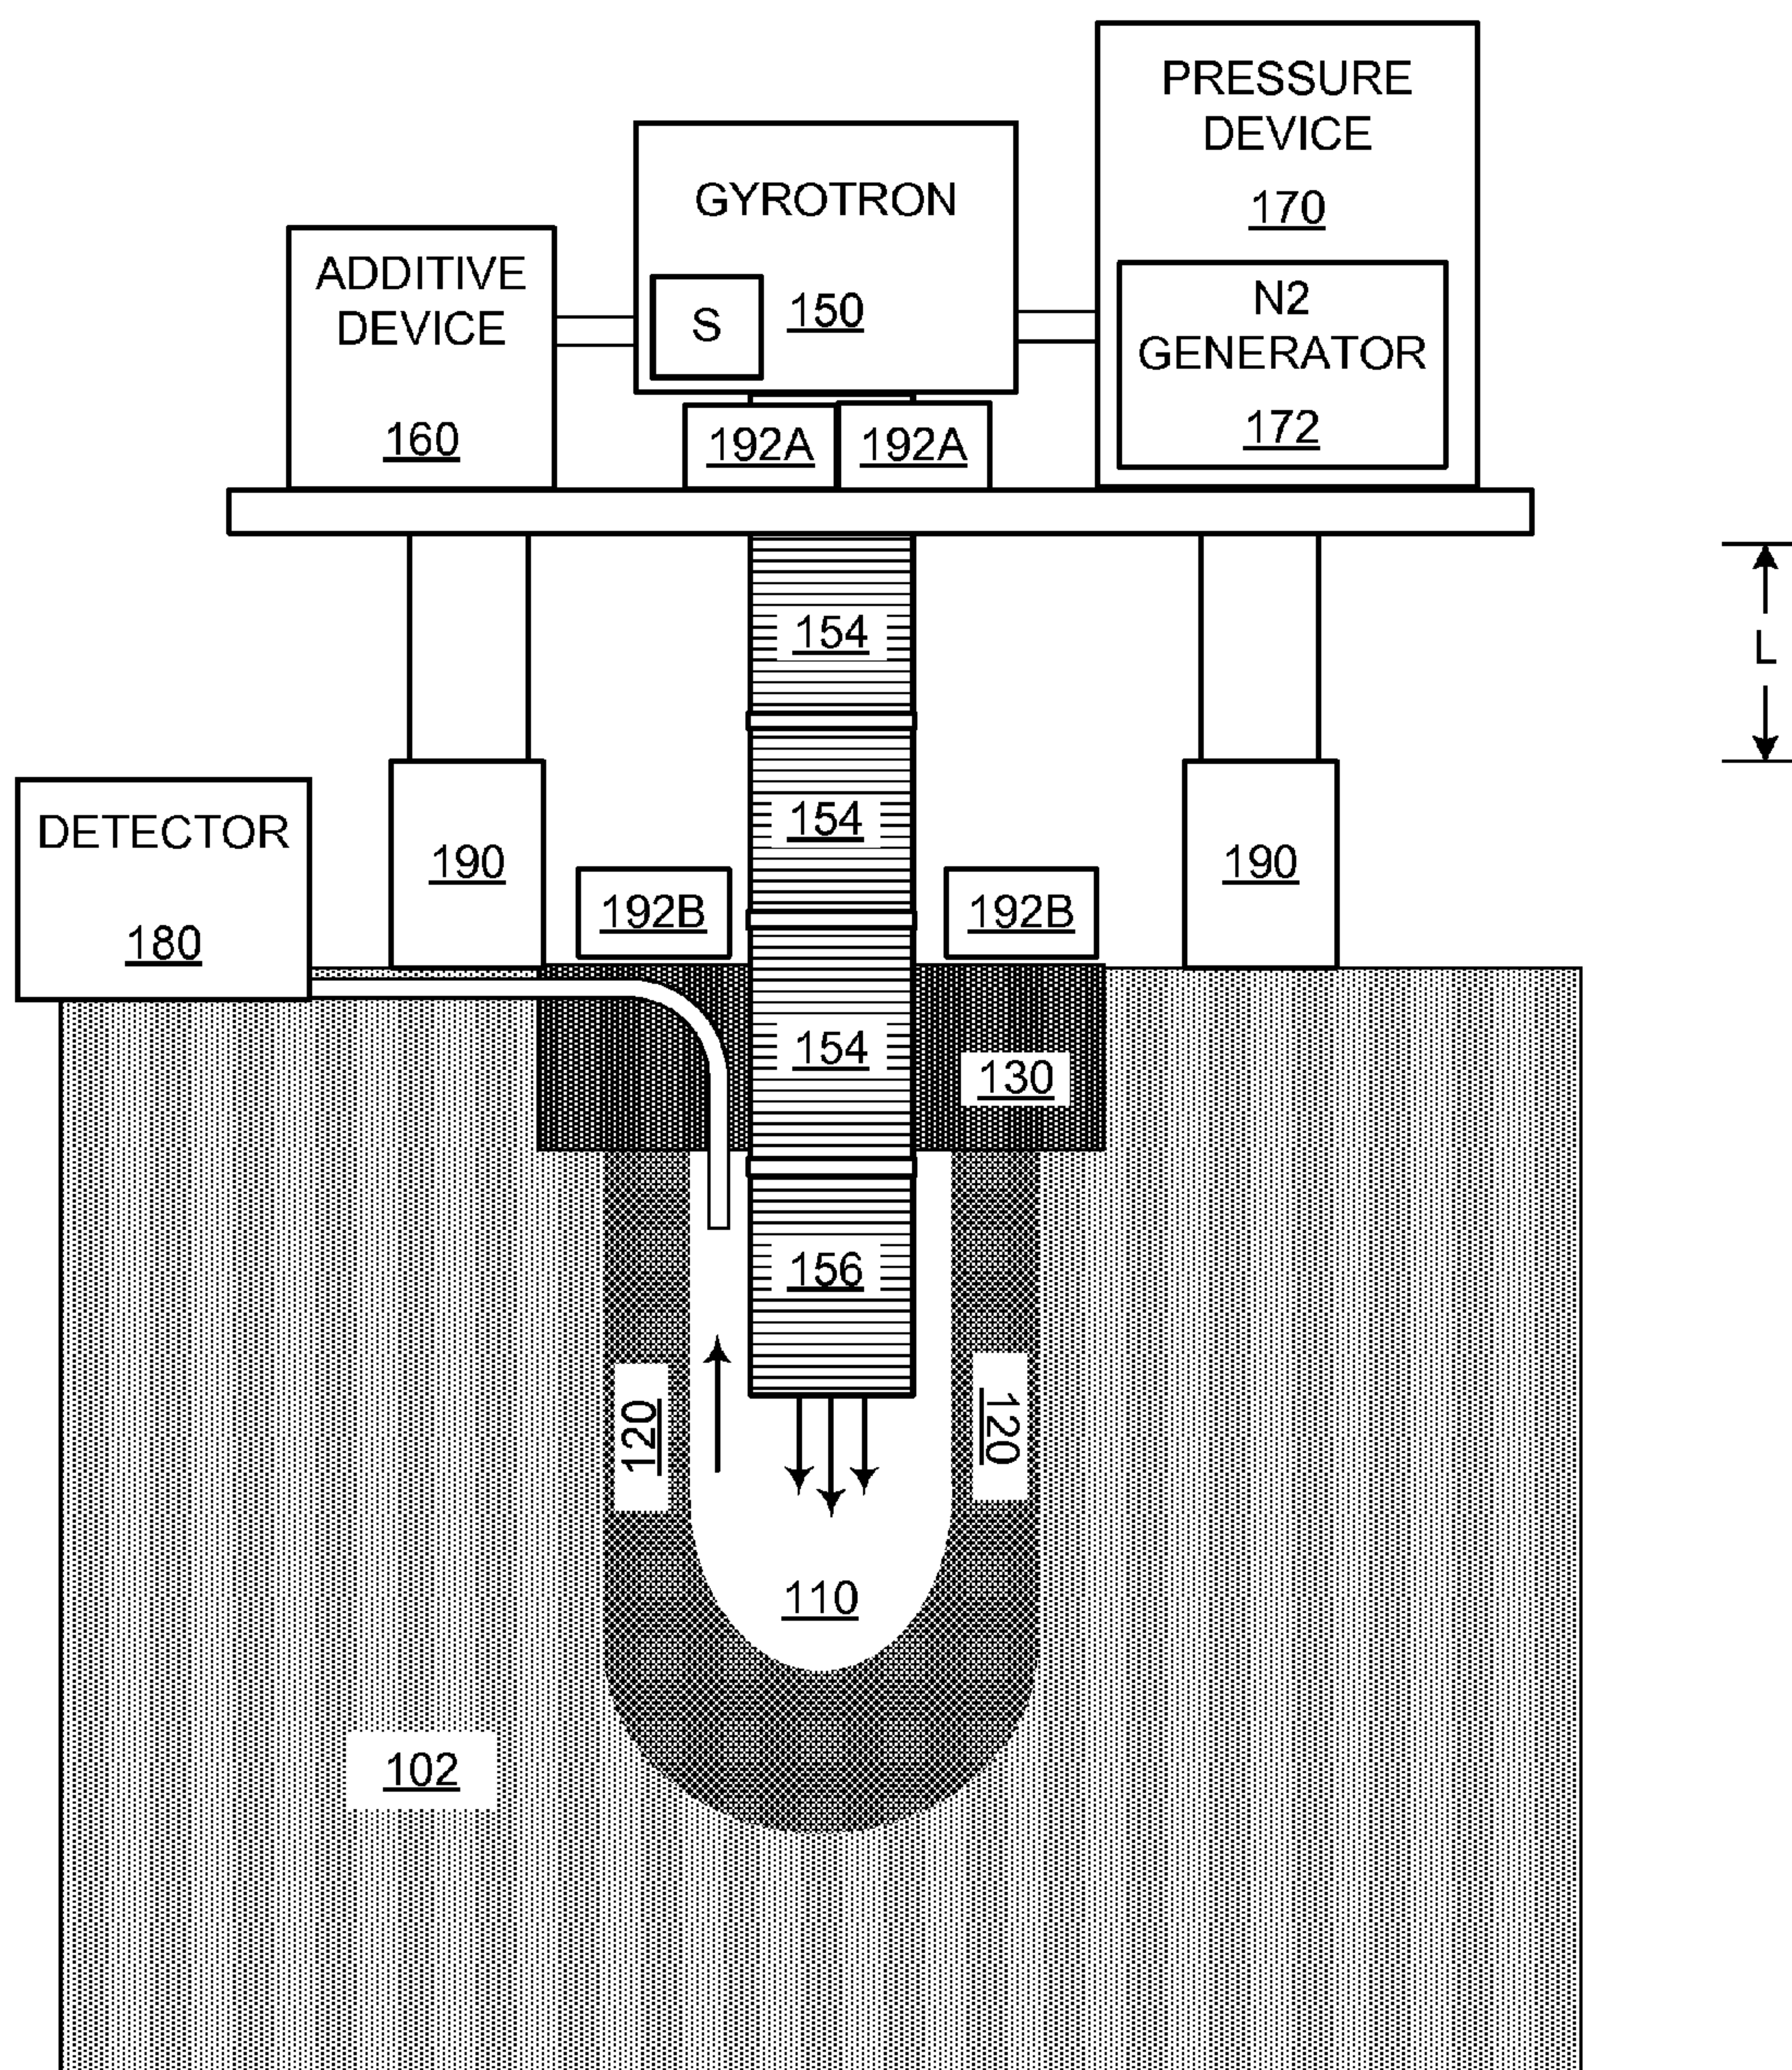 PRESSURE
DEVICE
170
N2
GENERATOR
172
GYROTRON
150
S
ADDITIVE
DEVICE
160
192A
192A
154
L
154
DETECTOR
180
190
190
192B
192B
154
130
156
120
120
110
102